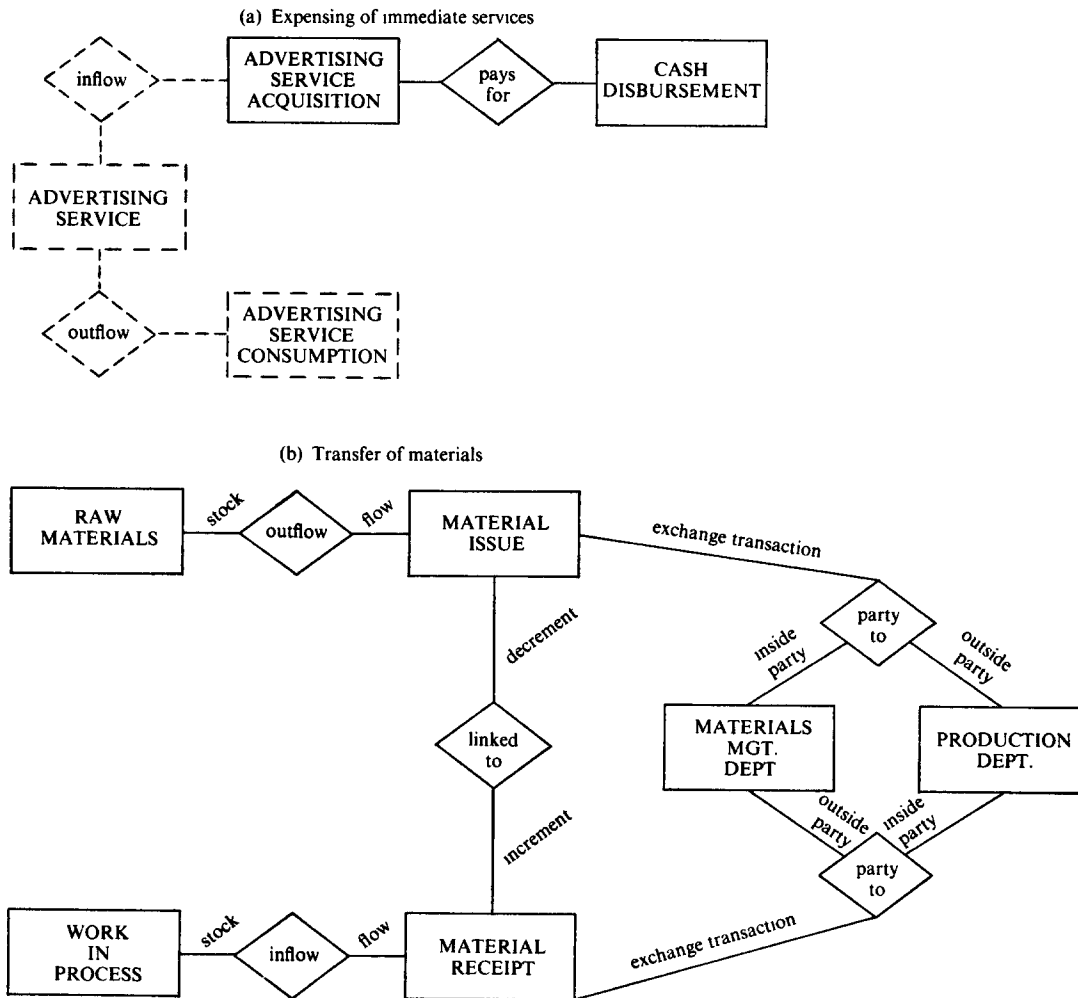 (a) Expensing of immediate services
inflow
ADVERTISING
SERVICE
ACQUISITION
pays
for
CASH
DISBURSEMENT
ADVERTISING
SERVICE
outflow
ADVERTISING
SERVICE
CONSUMPTION
(b) Transfer of materials
RAW
MATERIALS
stock
outflow
flow
MATERIAL
ISSUE
exchange transaction
party
to
decrement
inside
party
outside
party
linked
to
MATERIALS
MGT.
DEPT
PRODUCTION
DEPT.
increment
outside
party
inside
party
party
to
WORK
IN
PROCESS
stock
inflow
flow
MATERIAL
RECEIPT
exchange transaction